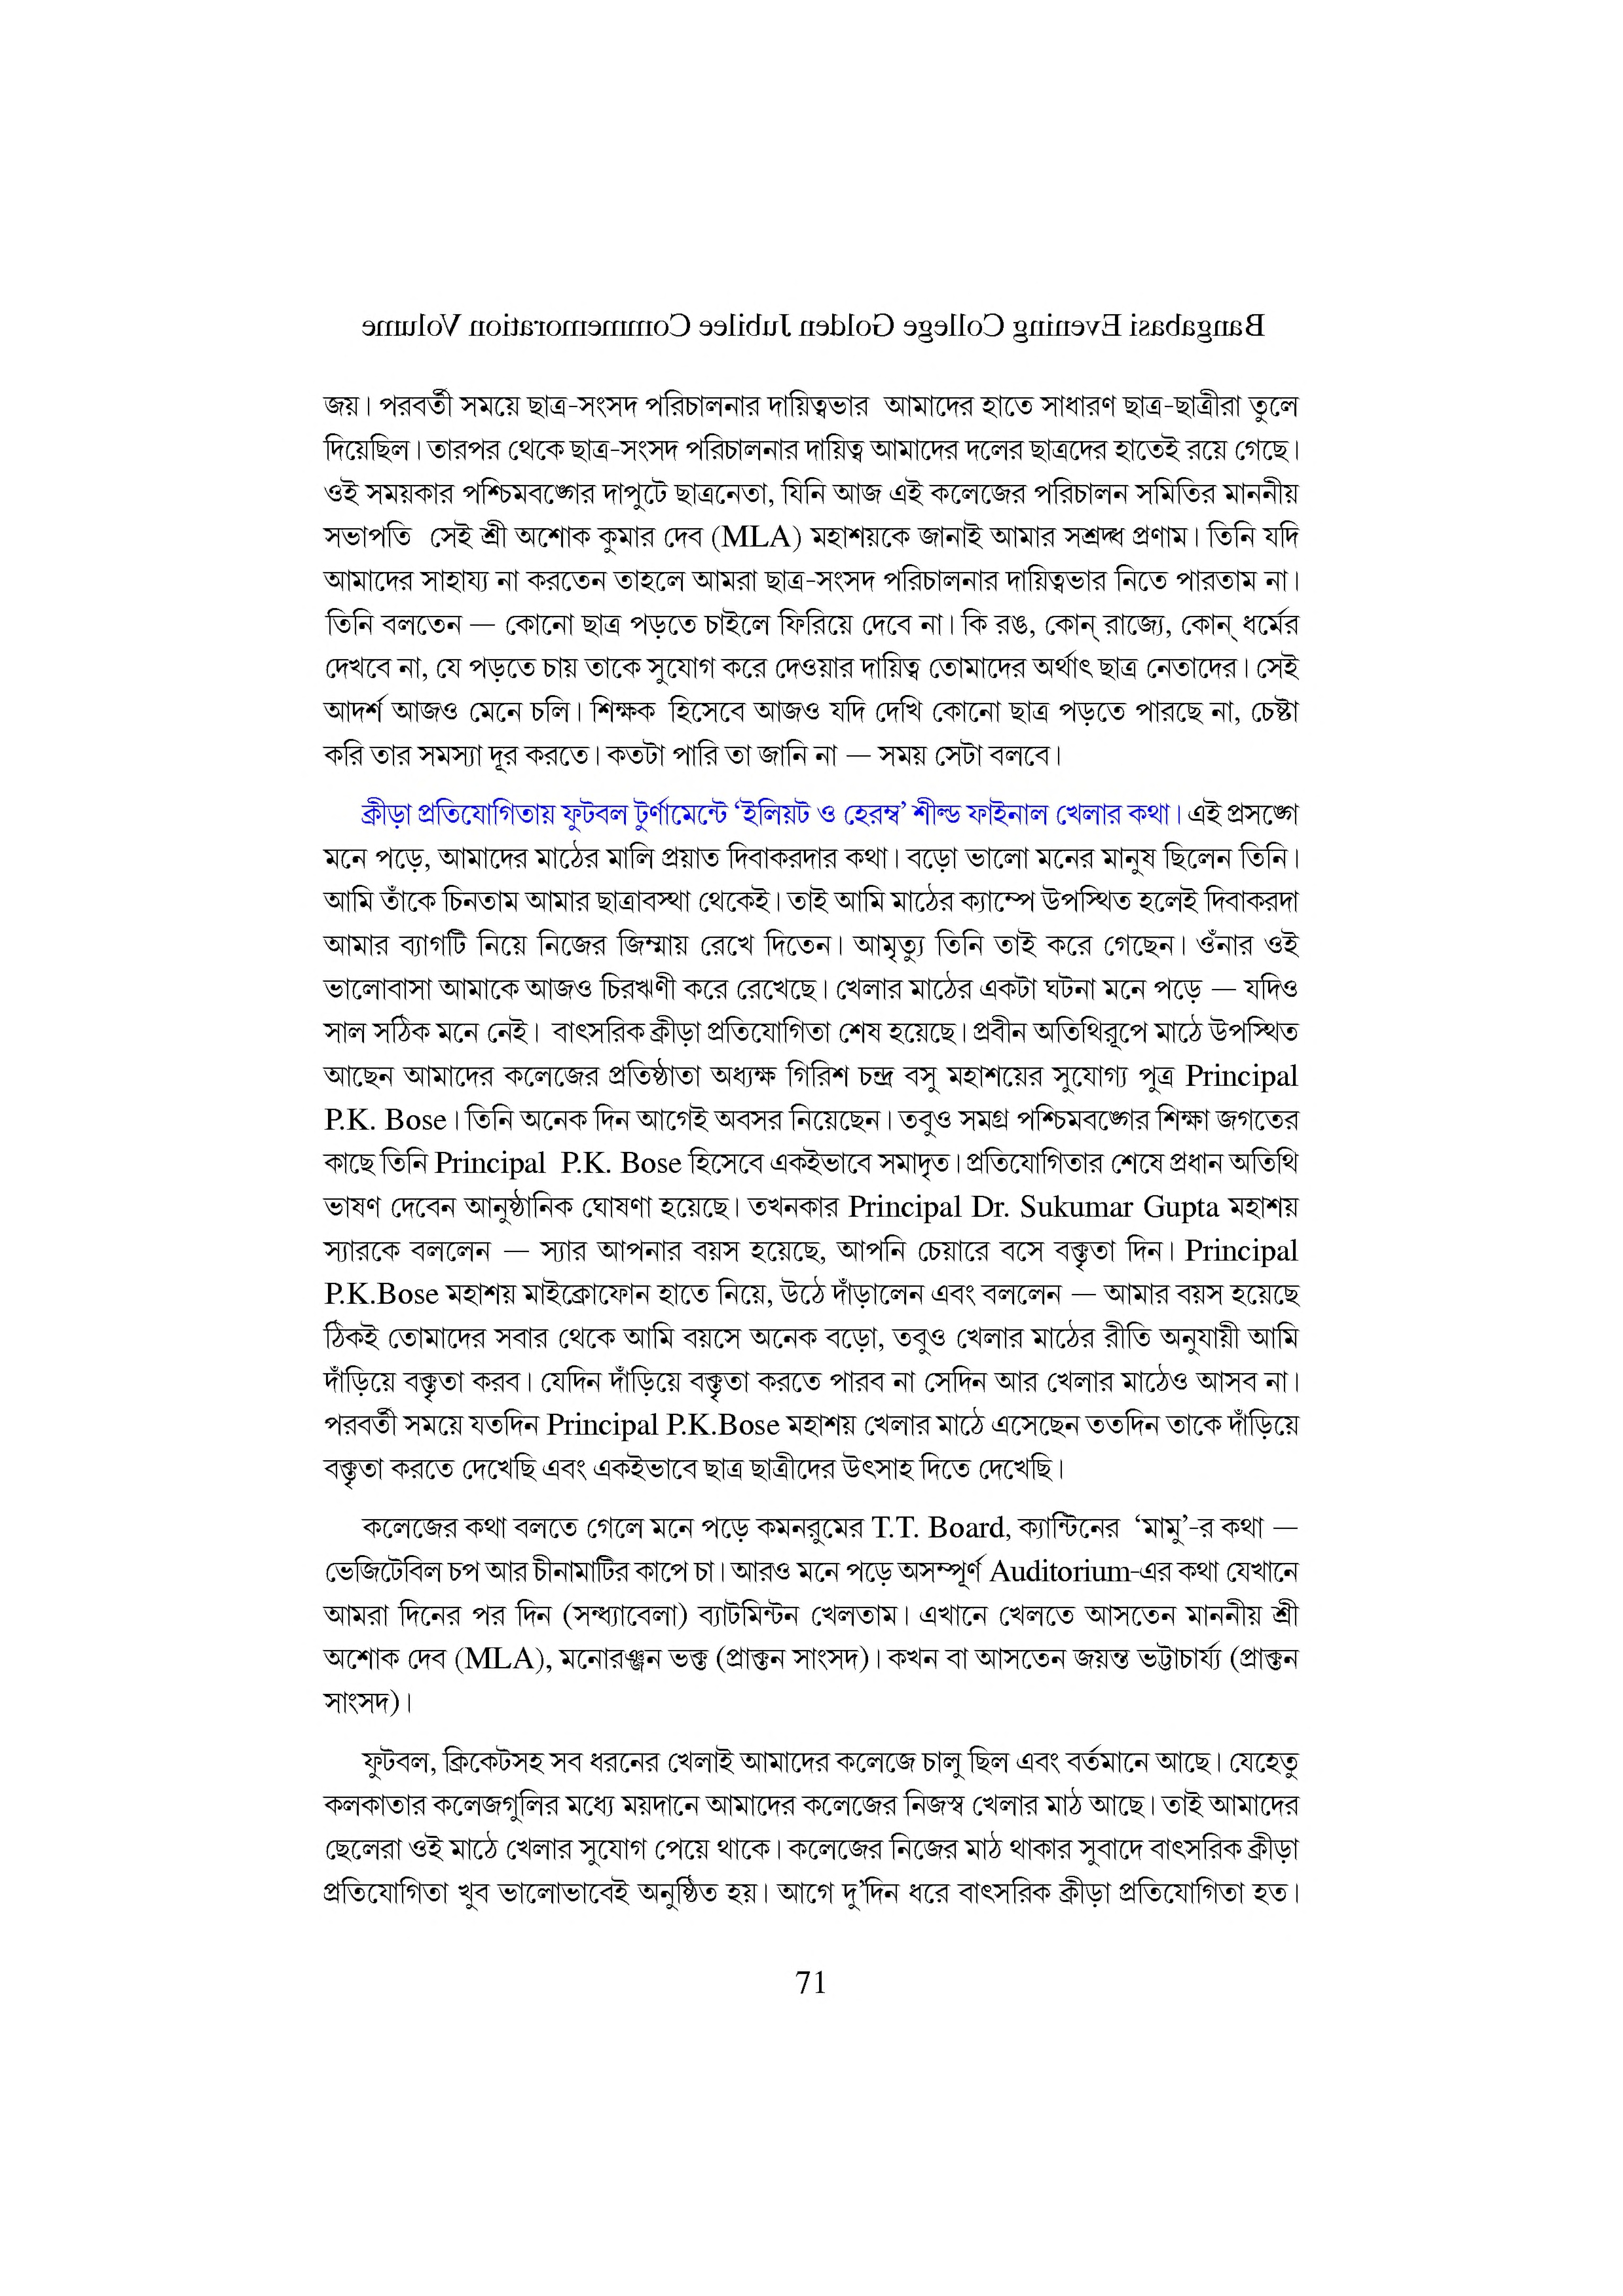 Bangabasi Evening College Golden Jubilee Commemoration Volume
জয়। পরবর্তী সময়ে ছাত্র-সংসদ পরিচালনার দায়িত্বভার আমাদের হাতে সাধারণ ছাত্র-ছাত্রীরা তুলে
দিয়েছিল। তারপর থেকে ছাত্র-সংসদ পরিচালনার দায়িত্ব আমাদের দলের ছাত্রদের হাতেই রয়ে গেছে।
ওই সময়কার পশ্চিমবঙ্গের দাপুটে ছাত্রনেতা, যিনি আজ এই কলেজের পরিচালন সমিতির মাননীয়
সভাপতি সেই শ্রী অশোক কুমার দেব (MLA) মহাশয়কে জানাই আমার সশ্রদ্ধ প্রণাম। তিনি যদি
আমাদের সাহায্য না করতেন তাহলে আমরা ছাত্র-সংসদ পরিচালনার দায়িত্বভার নিতে পারতাম না।
তিনি বলতেন — কোনো ছাত্র পড়তে চাইলে ফিরিয়ে দেবে না। কি রঙ, কোন্ রাজ্যে, কোন্ ধর্মের
দেখবে না, যে পড়তে চায় তাকে সুযোগ করে দেওয়ার দায়িত্ব তোমাদের অর্থাৎ ছাত্র নেতাদের। সেই
আদর্শ আজও মেনে চলি। শিক্ষক হিসেবে আজও যদি দেখি কোনো ছাত্র পড়তে পারছে না, চেষ্টা
করি তার সমস্যা দূর করতে। কতটা পারি তা জানি না — সময় সেটা বলবে।
ক্রীড়া প্রতিযোগিতায় ফুটবল টুর্ণামেন্টে ‘ইলিয়ট ও হেরম্ব’ শীল্ড ফাইনাল খেলার কথা। এই প্রসঙ্গে
মনে পড়ে, আমাদের মাঠের মালি প্রয়াত দিবাকরদার কথা। বড়ো ভালো মনের মানুষ ছিলেন তিনি।
আমি তাঁকে চিনতাম আমার ছাত্রাবস্থা থেকেই। তাই আমি মাঠের ক্যাম্পে উপস্থিত হলেই দিবাকরদা
আমার ব্যাগটি নিয়ে নিজের জিম্মায় রেখে দিতেন। আমৃত্যু তিনি তাই করে গেছেন। ওঁনার ওই
ভালোবাসা আমাকে আজও চিরঋণী করে রেখেছে। খেলার মাঠের একটা ঘটনা মনে পড়ে — যদিও
সাল সঠিক মনে নেই। বাৎসরিক ক্রীড়া প্রতিযোগিতা শেষ হয়েছে। প্রবীন অতিথিরূপে মাঠে উপস্থিত
আছেন আমাদের কলেজের প্রতিষ্ঠাতা অধ্যক্ষ গিরিশ চন্দ্র বসু মহাশয়ের সুযোগ্য পুত্র Principal
P.K. Bose। তিনি অনেক দিন আগেই অবসর নিয়েছেন। তবুও সমগ্র পশ্চিমবঙ্গের শিক্ষা জগতের
কাছে তিনি Principal P.K. Bose হিসেবে একইভাবে সমাদৃত। প্রতিযোগিতার শেষে প্রধান অতিথি
ভাষণ দেবেন আনুষ্ঠানিক ঘোষণা হয়েছে। তখনকার Principal Dr. Sukumar Gupta মহাশয়
স্যারকে বললেন — স্যার আপনার বয়স হয়েছে, আপনি চেয়ারে বসে বক্তৃতা দিন। Principal
P.K.Bose মহাশয় মাইক্রোফোন হাতে নিয়ে, উঠে দাঁড়ালেন এবং বললেন — আমার বয়স হয়েছে
ঠিকই তোমাদের সবার থেকে আমি বয়সে অনেক বড়ো, তবুও খেলার মাঠের রীতি অনুযায়ী আমি
দাঁড়িয়ে বক্তৃতা করব। যেদিন দাঁড়িয়ে বক্তৃতা করতে পারব না সেদিন আর খেলার মাঠেও আসব না।
পরবর্তী সময়ে যতদিন Principal P.K.Bose মহাশয় খেলার মাঠে এসেছেন ততদিন তাকে দাঁড়িয়ে
বক্তৃতা করতে দেখেছি এবং একইভাবে ছাত্র ছাত্রীদের উৎসাহ দিতে দেখেছি।
কলেজের কথা বলতে গেলে মনে পড়ে কমনরুমের T.T. Board, ক্যান্টিনের ‘মামু’-র কথা —
ভেজিটেবিল চপ আর চীনামাটির কাপে চা। আরও মনে পড়ে অসম্পূর্ণ Auditorium-এর কথা যেখানে
আমরা দিনের পর দিন (সন্ধ্যাবেলা) ব্যাটমিন্টন খেলতাম। এখানে খেলতে আসতেন মাননীয় শ্রী
অশোক দেব (MLA), মনোরঞ্জন ভক্ত (প্রাক্তন সাংসদ)। কখন বা আসতেন জয়ন্ত ভট্টাচার্য্য (প্রাক্তন
সাংসদ)।
ফুটবল, ক্রিকেটসহ সব ধরনের খেলাই আমাদের কলেজে চালু ছিল এবং বর্তমানে আছে। যেহেতু
কলকাতার কলেজগুলির মধ্যে ময়দানে আমাদের কলেজের নিজস্ব খেলার মাঠ আছে। তাই আমাদের
ছেলেরা ওই মাঠে খেলার সুযোগ পেয়ে থাকে। কলেজের নিজের মাঠ থাকার সুবাদে বাৎসরিক ক্রীড়া
প্রতিযোগিতা খুব ভালোভাবেই অনুষ্ঠিত হয়। আগে দু’দিন ধরে বাৎসরিক ক্রীড়া প্রতিযোগিতা হত।
71